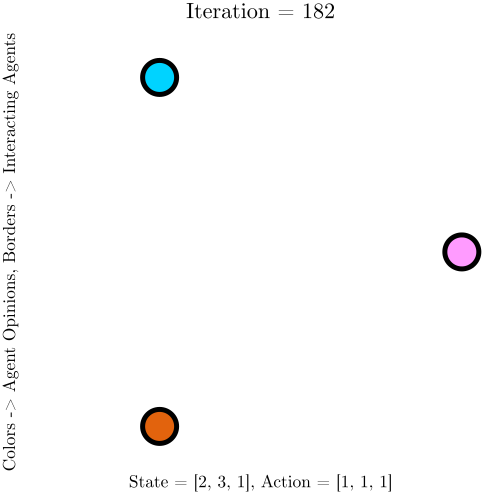 Iteration = 182
Colors -> Agent Opinions, Borders -> Interacting Agents
State = [2, 3, 1], Action = [1, 1, 1]